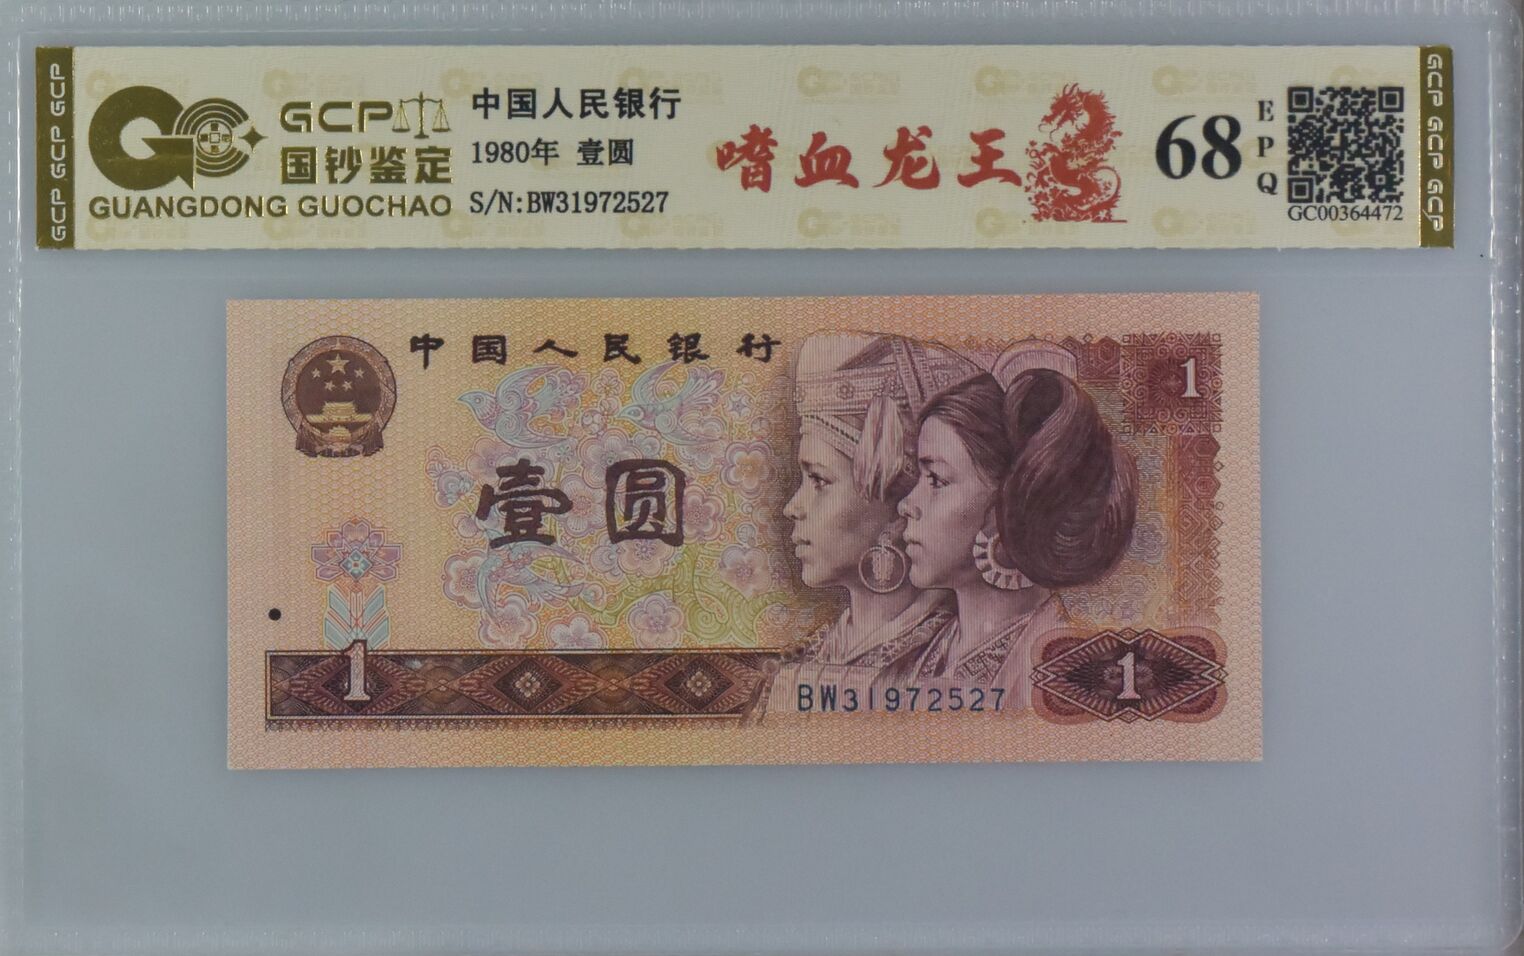 GCP GCP GCP
GCP
国钞鉴定
GUANGDONG GUOCHAO
中国人民银行
1980年 壹圆
S/N:BW31972527
嗜血龙王
68
EPQ
GC00364472
GCP GCP GCP
中国人民银行
1
壹圆
1
1
BW31972527